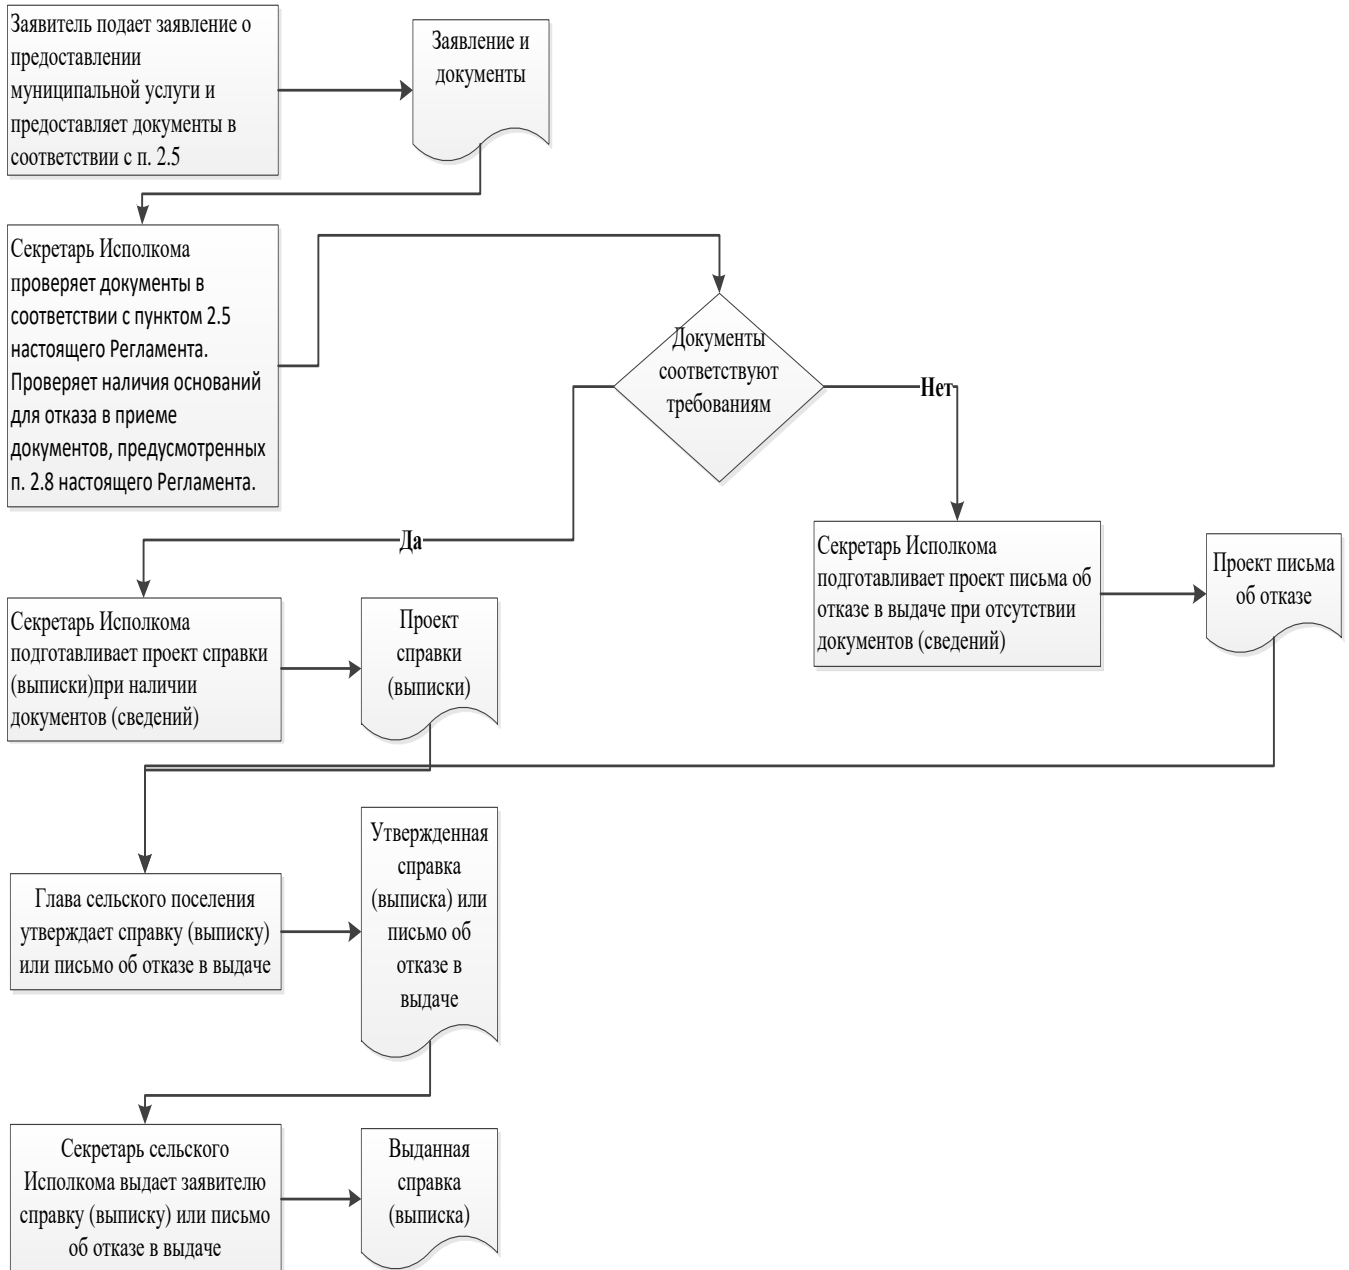 Заявитель подает заявление о
предоставлении
муниципальной услуги и
предоставляет документы в
соответствии с п. 2.5
Заявление и
документы
Секретарь Исполкома
проверяет документы в
соответствии с пунктом 2.5
настоящего Регламента.
Проверяет наличия оснований
для отказа в приеме
документов, предусмотренных
п. 2.8 настоящего Регламента.
Документы
соответствуют
требованиям
Нет
Да
Секретарь Исполкома
подготавливает проект письма об
отказе в выдаче при отсутствии
документов (сведений)
Проект письма
об отказе
Секретарь Исполкома
подготавливает проект справки
(выписки)при наличии
документов (сведений)
Проект
справки
(выписки)
Утвержденная
справка
(выписка) или
письмо об
отказе в
выдаче
Глава сельского поселения
утверждает справку (выписку)
или письмо об отказе в выдаче
Секретарь сельского
Исполкома выдает заявителю
справку (выписку) или письмо
об отказе в выдаче
Выданная
справка
(выписка)